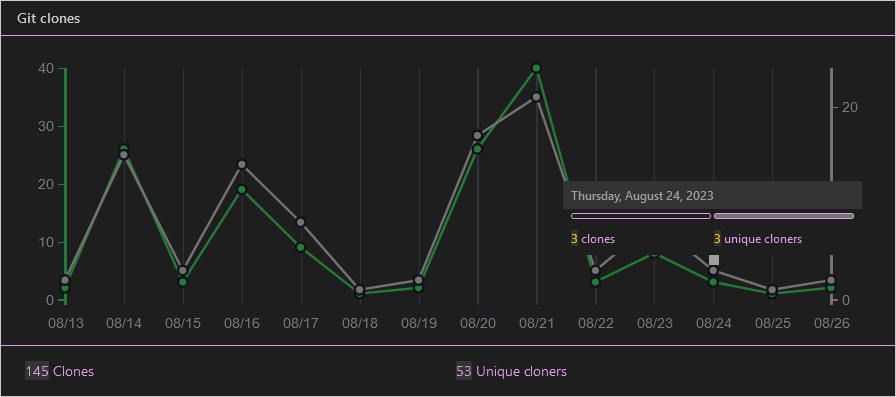 Git clones
40
30
20
10
0
20
0
Thursday, August 24, 2023
3 clones
3 unique cloners
08/13 08/14 08/15 08/16 08/17 08/18 08/19 08/20 08/21 08/22 08/23 08/24 08/25 08/26
145 Clones
53 Unique cloners